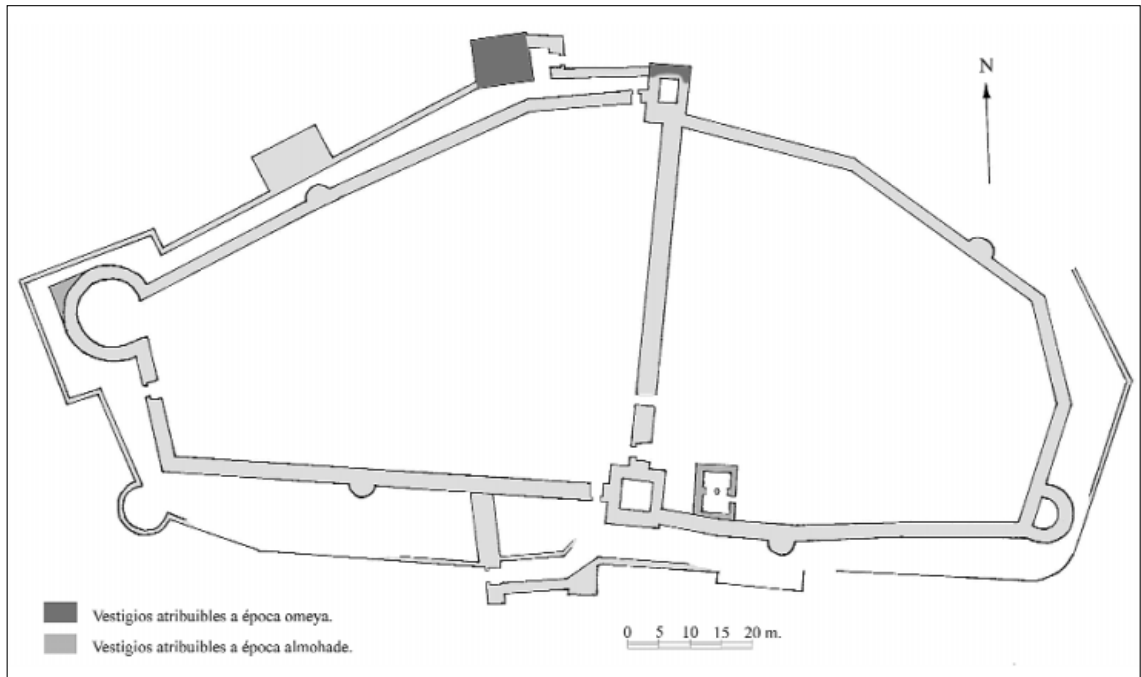 N
Vestigios atribuibles a época omeya.
Vestigios atribuibles a época almohade.
0 5 10 15 20 m.